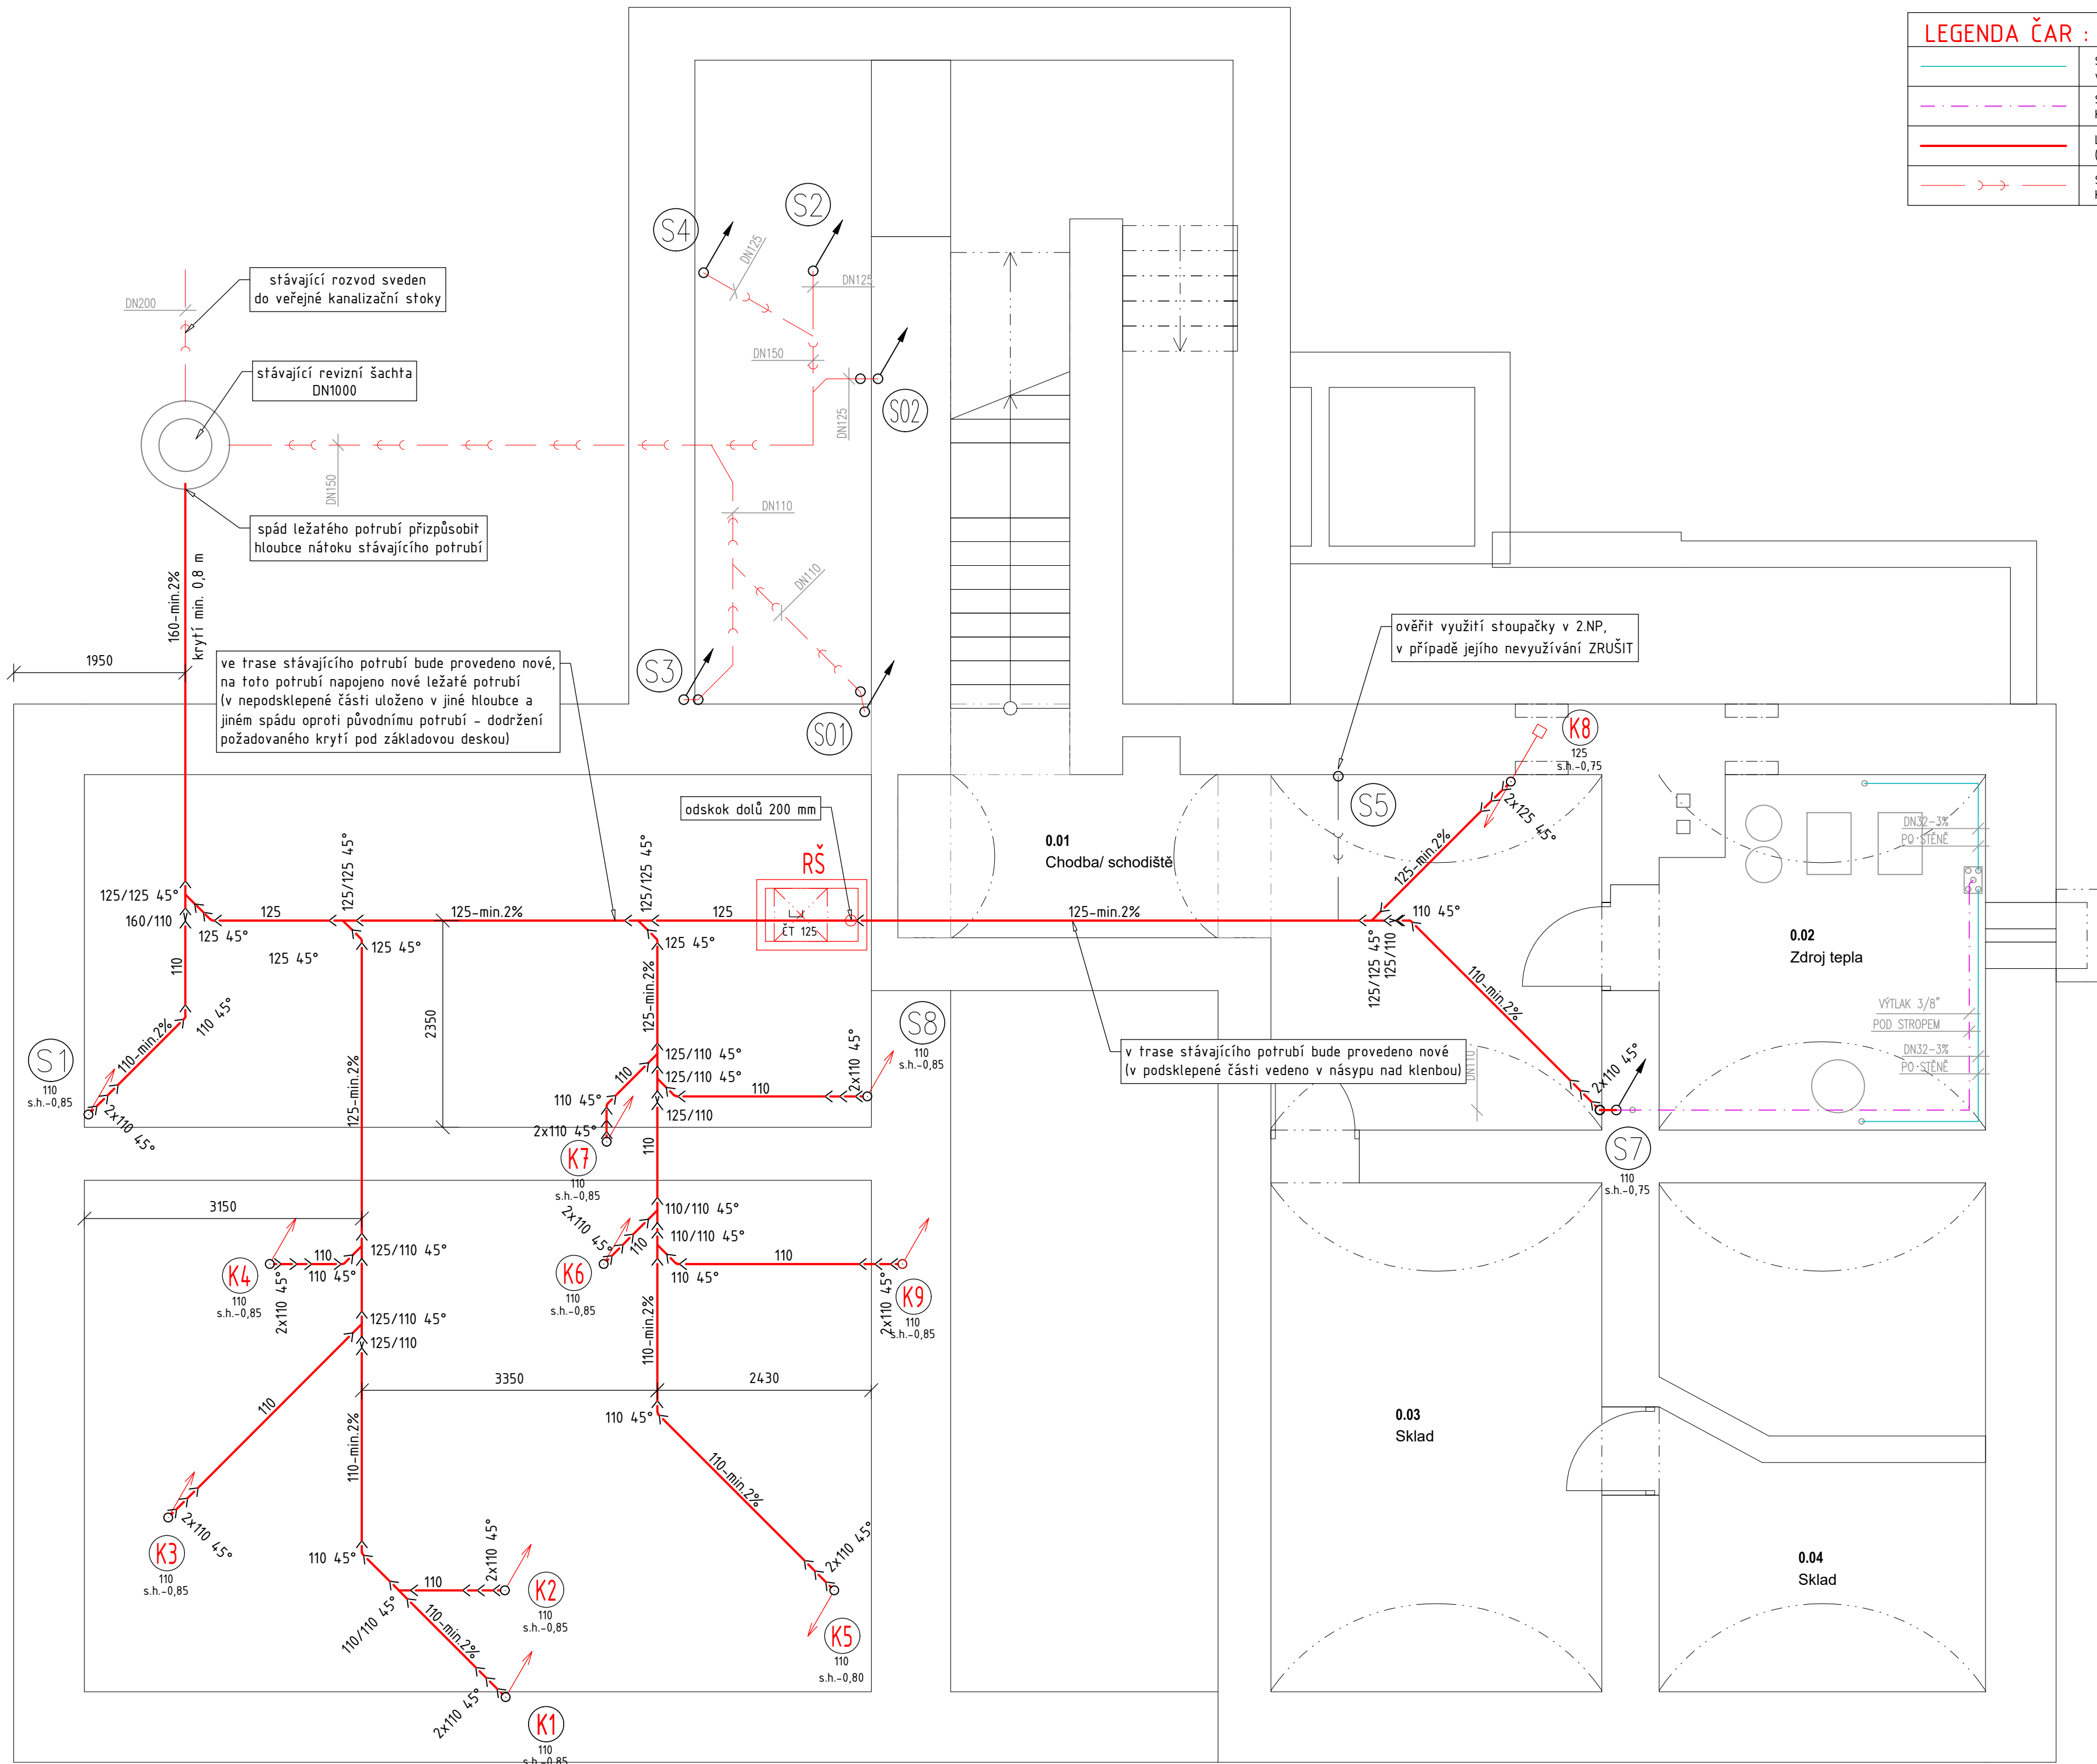 LEGENDA ČAR :
S4
S2
DN125
DN125
DN200
stávající rozvod sveden
do veřejné kanalizační stoky
DN150
stávající revizní šachta
DN1000
S02
DN125
DN150
DN110
spád ležatého potrubí přizpůsobit
hloubce nátoku stávajícího potrubí
DN110
160-min.2%
krytí min. 0,8 m
1950
ve trase stávajícího potrubí bude provedeno nové,
na toto potrubí napojeno nové ležaté potrubí
(v nepodsklepené části uloženo v jiné hloubce a
jiném spádu oproti původnímu potrubí - dodržení
požadovaného krytí pod základovou deskou)
S3
S01
ověřit využití stoupačky v 2.NP,
v případě jejího nevyužívání ZRUŠIT
K8
125
s.h.-0,75
2x125 45°
S5
odskok dolů 200 mm
RŠ
ČT 125
0.01
Chodba/ schodiště
125-min.2%
DN32-3%
PO STĚNĚ
125/125 45°
160/110
125 45°
125
125/125 45°
125-min.2%
125/125 45°
125
125-min.2%
110 45°
125 45°
125 45°
125 45°
125/125 45°
125/110
0.02
Zdroj tepla
110
110 45°
110-min.2%
2350
125-min.2%
110-min.2%
VÝTLAK 3/8"
POD STROPEM
DN32-3%
PO STĚNĚ
S1
110
s.h.-0,85
2x110 45°
125-min.2%
125/110 45°
125/110 45°
125/110
110
110 45°
2x110 45°
K7
110
s.h.-0,85
110
110
2x110 45°
S8
110
s.h.-0,85
v trase stávajícího potrubí bude provedeno nové
(v podsklepené části vedeno v násypu nad klenbou)
DN110
2x110 45°
S7
110
s.h.-0,75
3150
110
110 45°
K4
110
s.h.-0,85
2x110 45°
125/110 45°
125/110 45°
125/110
2x110 45°
110
K6
110
s.h.-0,85
110/110 45°
110/110 45°
110 45°
110
2x110 45°
K9
110
s.h.-0,85
110-min.2%
3350
2430
110
110 45°
110-min.2%
110-min.2%
0.03
Sklad
K3
110
s.h.-0,85
2x110 45°
110 45°
110
2x110 45°
K2
110
s.h.-0,85
110/110 45°
110-min.2%
2x110 45°
K1
110
s.h.-0,85
2x110 45°
K5
110
s.h.-0,80
0.04
Sklad